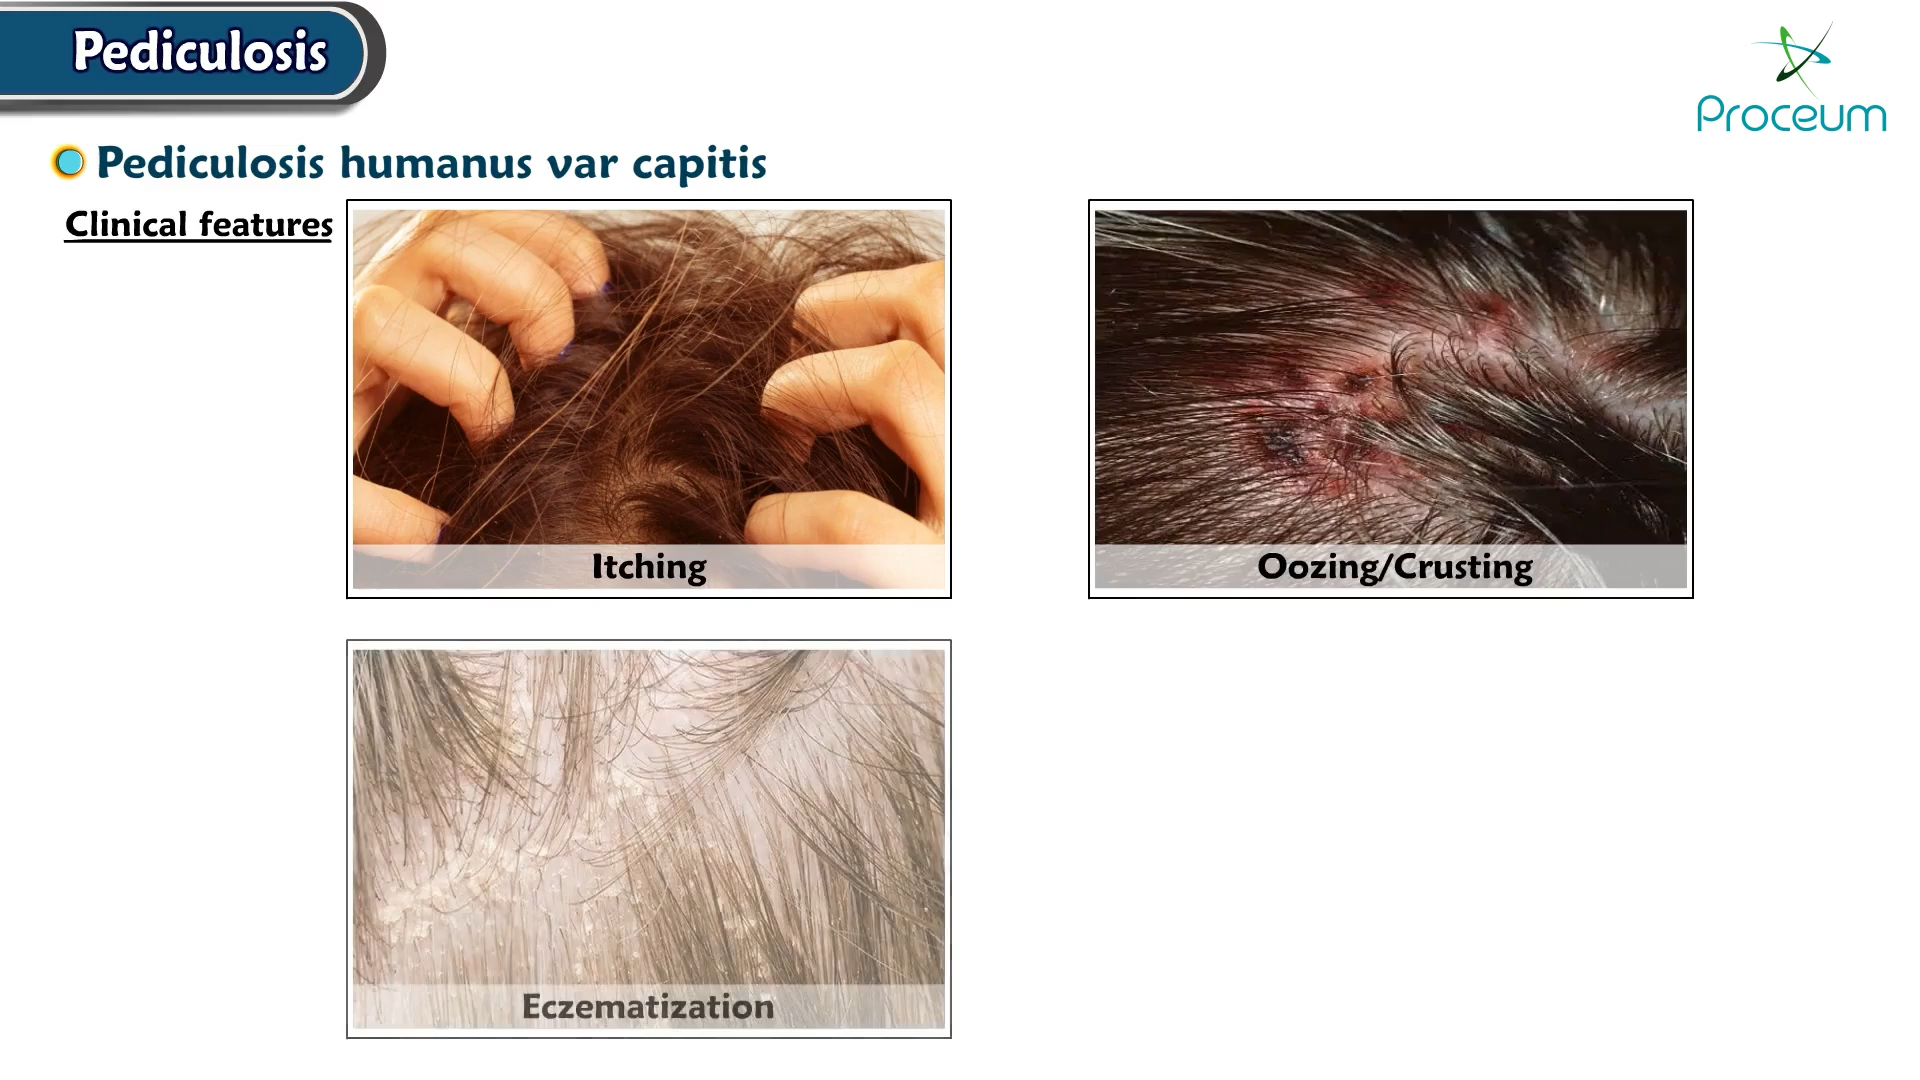 Pediculosis
Proceum
Pediculosis humanus var capitis
Clinical features
Itching
Oozing/Crusting
Eczematization